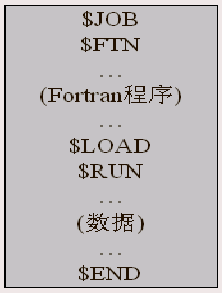 $JOB
$FTN
...
(Fortran程序)
...
$LOAD
$RUN
...
(数据)
...
$END